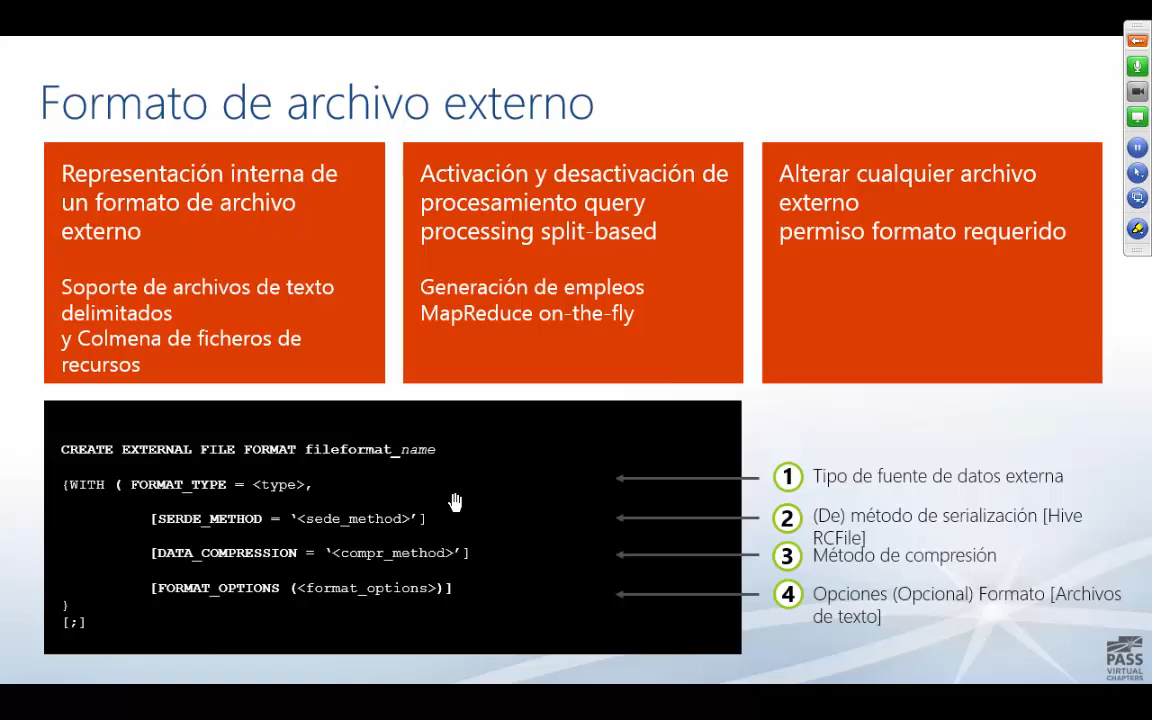 Formato de archivo externo
Representación interna de
un formato de archivo
externo
Soporte de archivos de texto
delimitados
y Colmena de ficheros de
recursos
Activación y desactivación de
procesamiento query
processing split-based
Generación de empleos
MapReduce on-the-fly
Alterar cualquier archivo
externo
permiso formato requerido
CREATE EXTERNAL FILE FORMAT fileformat_name
{WITH ( FORMAT_TYPE = <type>,
[SERDE_METHOD = ‘<sede_method>’]
[DATA_COMPRESSION = ‘<compr_method>’]
[FORMAT_OPTIONS (<format_options>)]
}
[;]
1 Tipo de fuente de datos externa
2 (De) método de serialización [Hive
RCFile]
3 Método de compresión
4 Opciones (Opcional) Formato [Archivos
de texto]
PASS
VIRTUAL
CHAPTERS